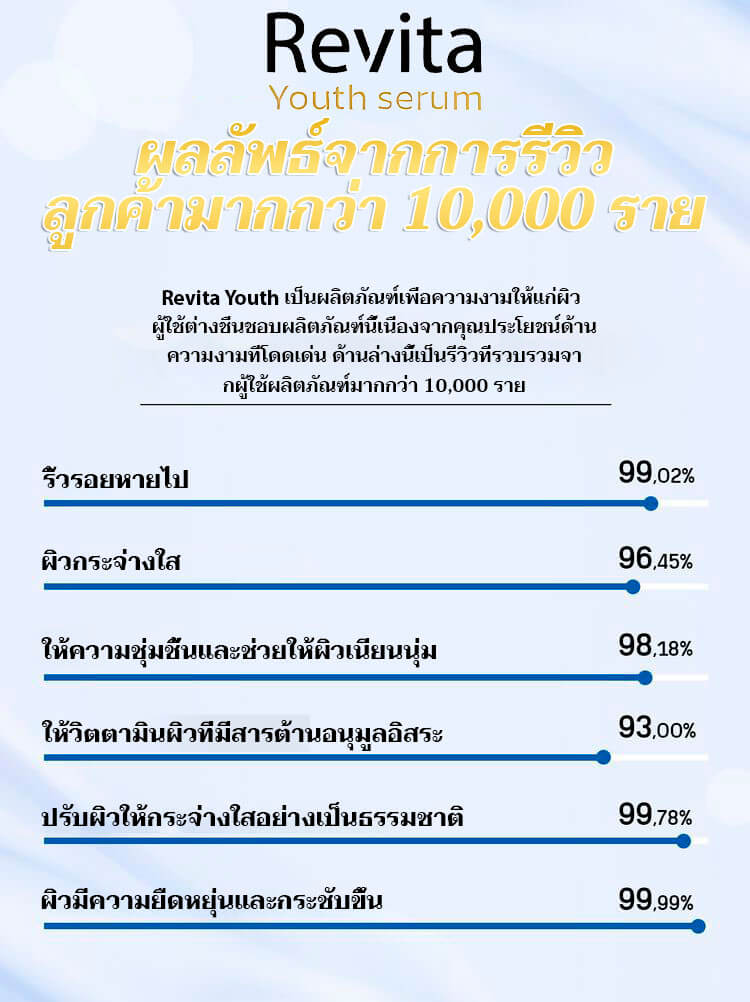 Revita
Youth serum
ผลลัพธ์จากการรีวิว
ลูกค้ามากกว่า 10,000 ราย
Revita Youth เป็นผลิตภัณฑ์เพื่อความงามให้แก่ผิว
ผู้ใช้ต่างชื่นชอบผลิตภัณฑ์นี้เนื่องจากคุณประโยชน์ด้าน
ความงามที่โดดเด่น ด้านล่างนี้เป็นรีวิวที่รวบรวมจา
กผู้ใช้ผลิตภัณฑ์มากกว่า 10,000 ราย
ริ้วรอยหายไป 99,02%
ผิวกระจ่างใส 96,45%
ให้ความชุ่มชื้นและช่วยให้ผิวเนียนนุ่ม 98,18%
ให้วิตตามินผิวที่มีสารต้านอนุมูลอิสระ 93,00%
ปรับผิวให้กระจ่างใสอย่างเป็นธรรมชาติ 99,78%
ผิวมีความยืดหยุ่นและกระชับขึ้น 99,99%